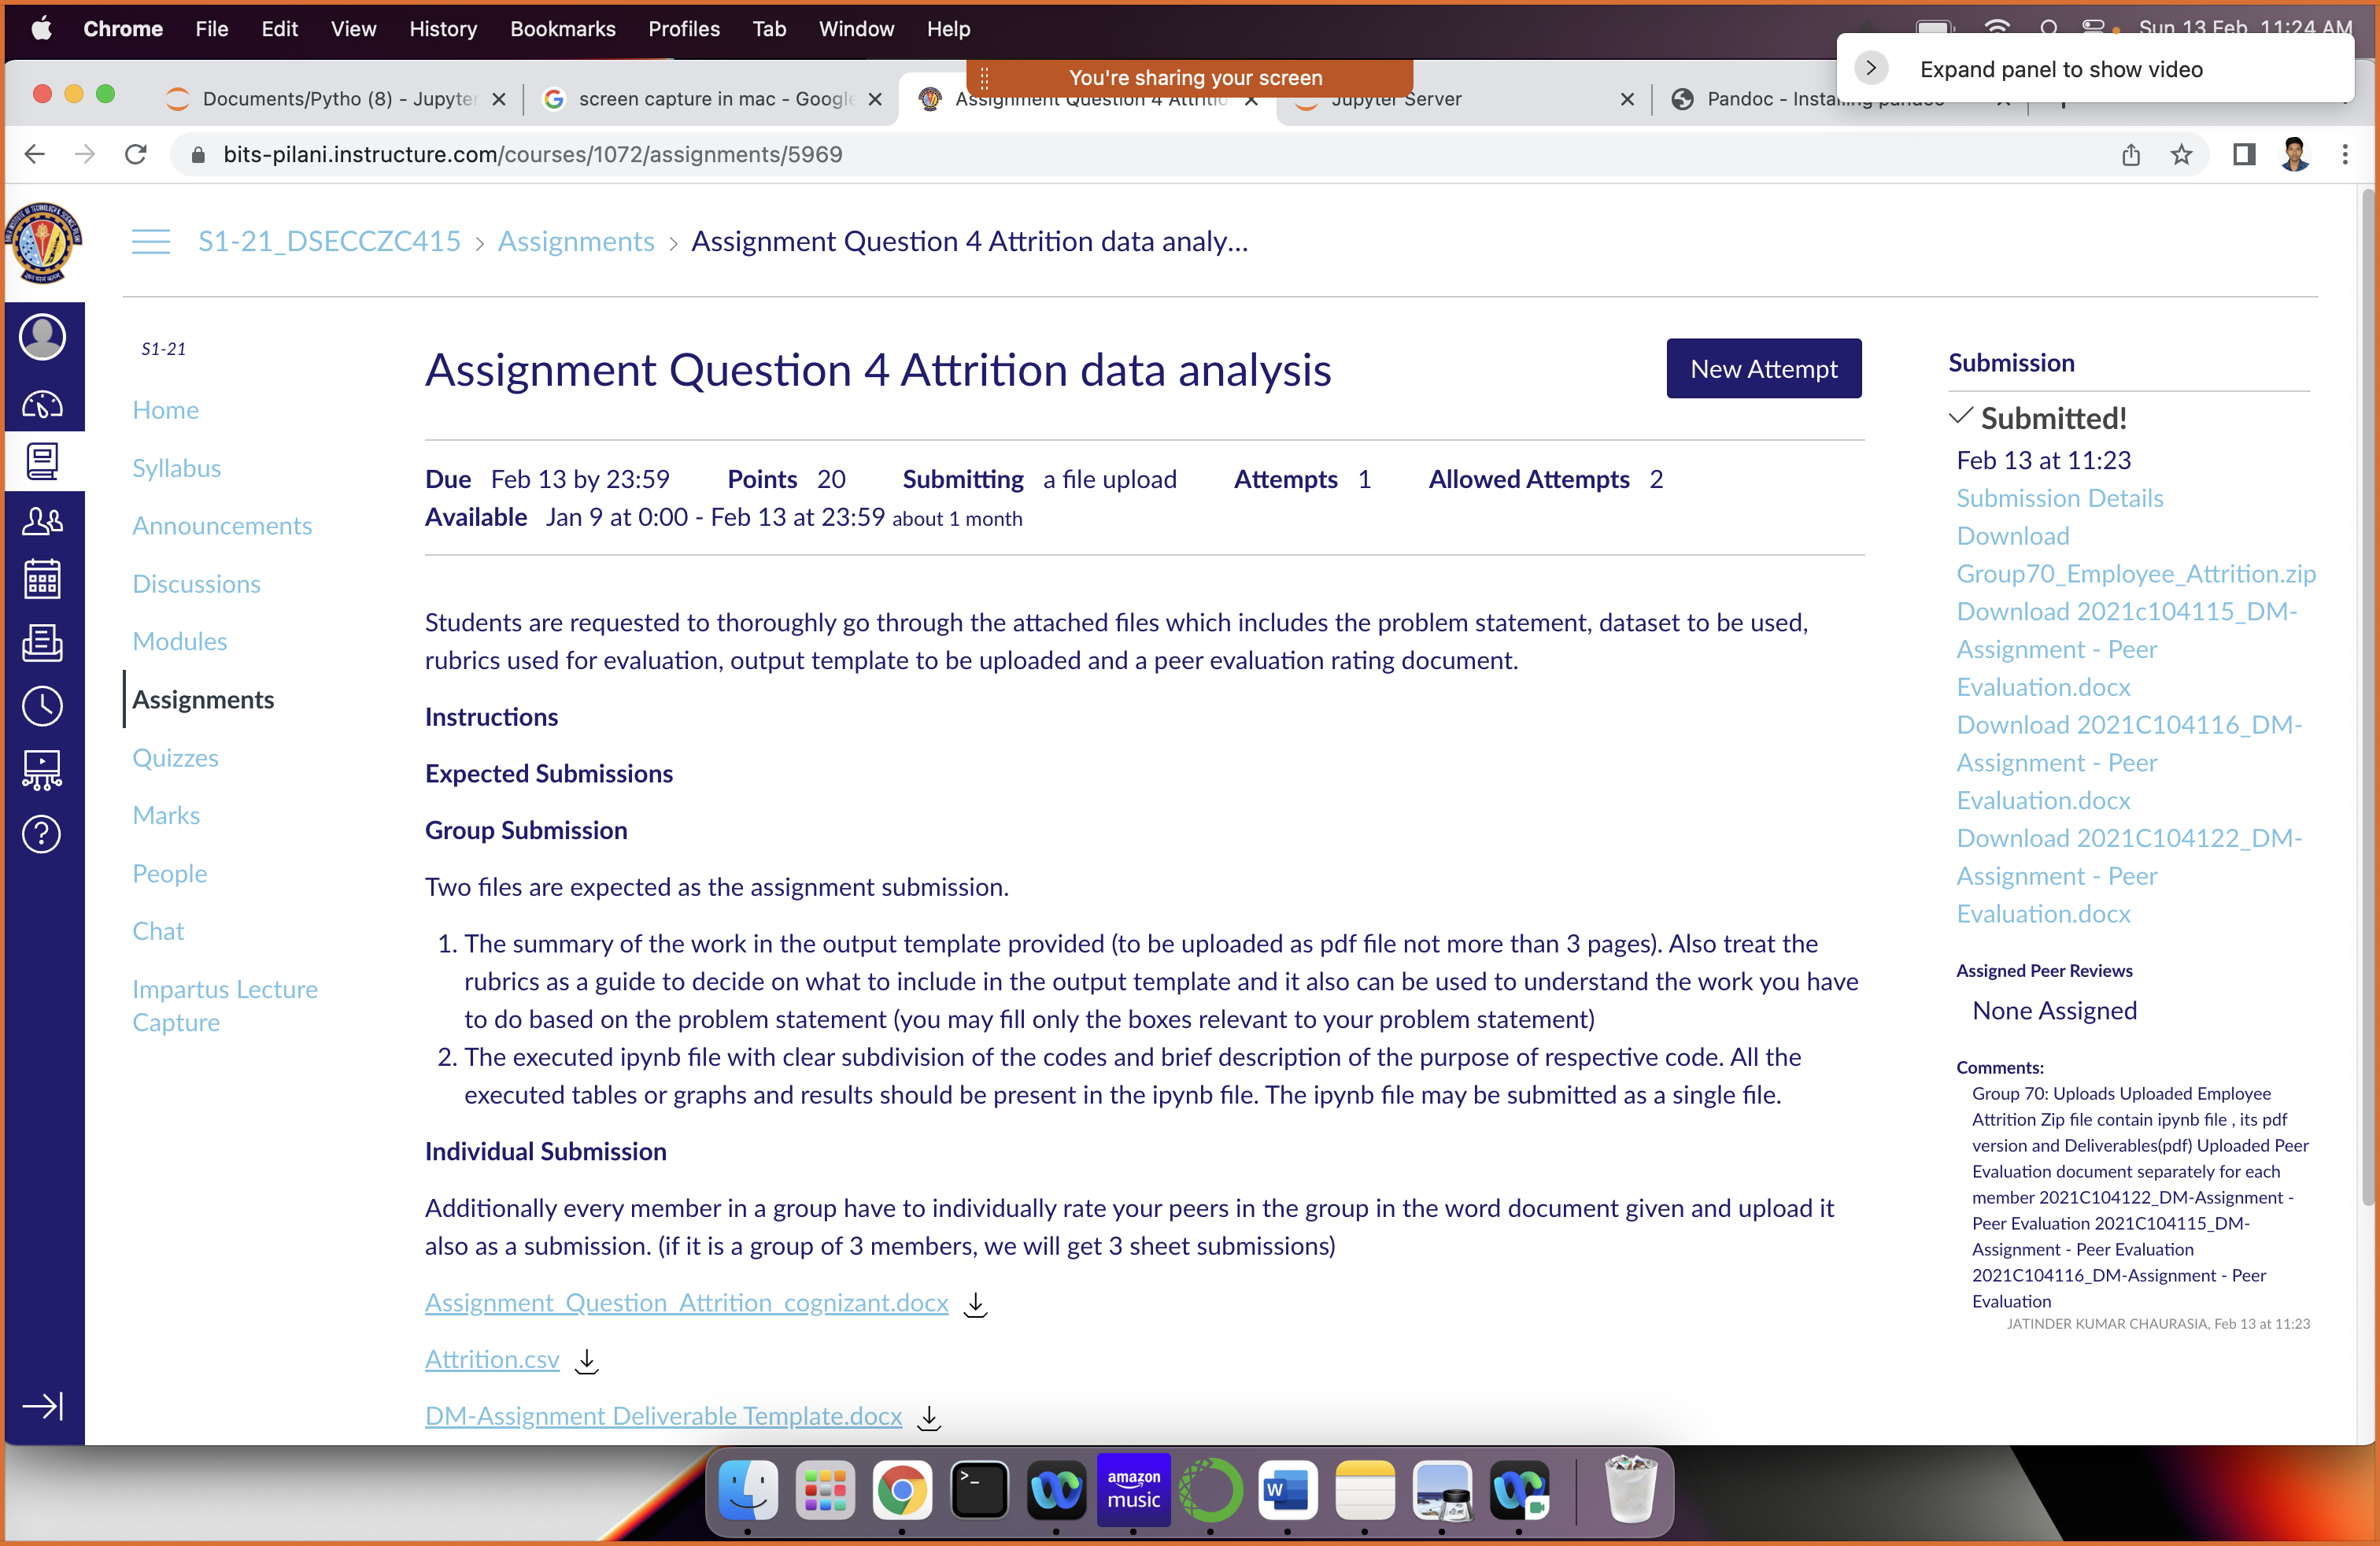 Chrome File Edit View History Bookmarks Profiles Tab Window Help
Sun 13 Feb 11:24 AM
You're sharing your screen
Expand panel to show video
Documents/Pytho (8) - Jupyter
screen capture in mac - Google
Assignment Question 4 Attritio
Jupyter Server
Pandoc - Installing pandoc
bits-pilani.instructure.com/courses/1072/assignments/5969
S1-21_DSECCZC415 > Assignments > Assignment Question 4 Attrition data analy...
S1-21
Home
Syllabus
Announcements
Discussions
Modules
Assignments
Quizzes
Marks
People
Chat
Impartus Lecture
Capture
Assignment Question 4 Attrition data analysis
New Attempt
Due Feb 13 by 23:59 Points 20 Submitting a file upload Attempts 1 Allowed Attempts 2
Available Jan 9 at 0:00 - Feb 13 at 23:59 about 1 month
Students are requested to thoroughly go through the attached files which includes the problem statement, dataset to be used,
rubrics used for evaluation, output template to be uploaded and a peer evaluation rating document.
Instructions
Expected Submissions
Group Submission
Two files are expected as the assignment submission.
1. The summary of the work in the output template provided (to be uploaded as pdf file not more than 3 pages). Also treat the
rubrics as a guide to decide on what to include in the output template and it also can be used to understand the work you have
to do based on the problem statement (you may fill only the boxes relevant to your problem statement)
2. The executed ipynb file with clear subdivision of the codes and brief description of the purpose of respective code. All the
executed tables or graphs and results should be present in the ipynb file. The ipynb file may be submitted as a single file.
Individual Submission
Additionally every member in a group have to individually rate your peers in the group in the word document given and upload it
also as a submission. (if it is a group of 3 members, we will get 3 sheet submissions)
Assignment_Question_Attrition_cognizant.docx
Attrition.csv
DM-Assignment Deliverable Template.docx
Submission
Submitted!
Feb 13 at 11:23
Submission Details
Download
Group70_Employee_Attrition.zip
Download 2021c104115_DM-
Assignment - Peer
Evaluation.docx
Download 2021C104116_DM-
Assignment - Peer
Evaluation.docx
Download 2021C104122_DM-
Assignment - Peer
Evaluation.docx
Assigned Peer Reviews
None Assigned
Comments:
Group 70: Uploads Uploaded Employee
Attrition Zip file contain ipynb file , its pdf
version and Deliverables(pdf) Uploaded Peer
Evaluation document separately for each
member 2021C104122_DM-Assignment -
Peer Evaluation 2021C104115_DM-
Assignment - Peer Evaluation
2021C104116_DM-Assignment - Peer
Evaluation
JATINDER KUMAR CHAURASIA, Feb 13 at 11:23
amazon
music
W